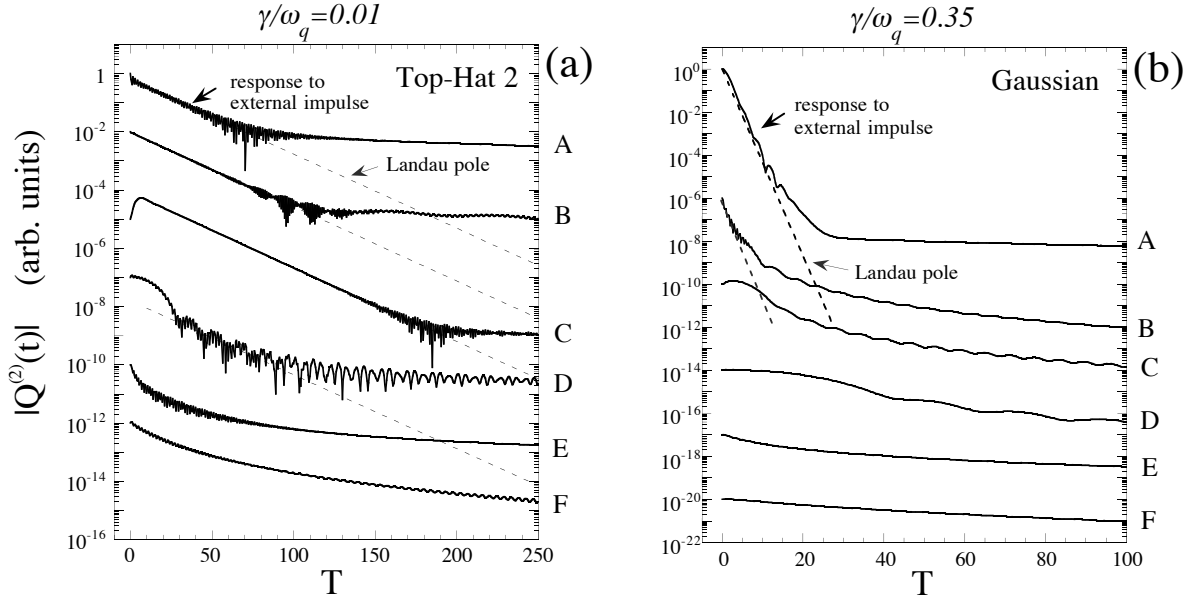 γ/ω_q=0.01
(a)
Top-Hat 2
response to
external impulse
Landau pole
A
B
C
D
E
F
1
10^-2
10^-4
10^-6
10^-8
10^-10
10^-12
10^-14
10^-16
0
50
100
150
200
250
T
|Q^(2)(t)| (arb. units)
γ/ω_q=0.35
(b)
Gaussian
response to
external impulse
Landau pole
A
B
C
D
E
F
10^0
10^-2
10^-4
10^-6
10^-8
10^-10
10^-12
10^-14
10^-16
10^-18
10^-20
10^-22
0
20
40
60
80
100
T